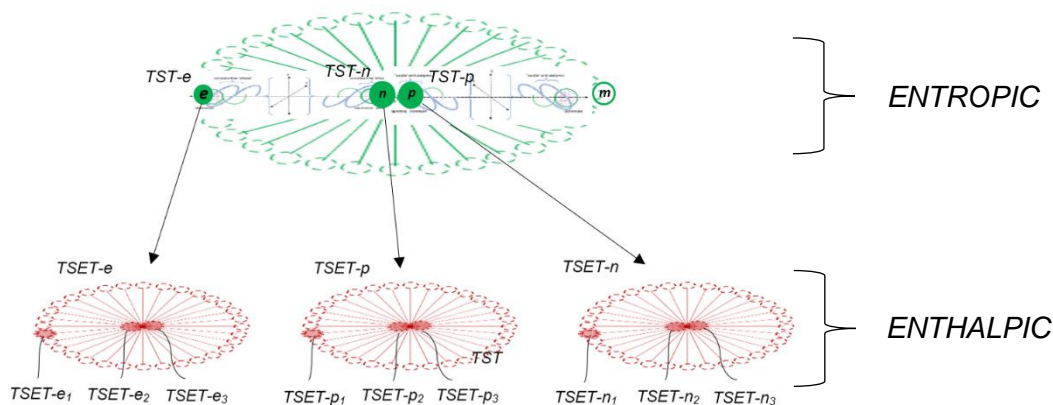 TST-e
TST-n
TST-p
e
n
p
m
ENTROPIC
TSET-e
TSET-p
TSET-n
ENTHALPIC
TST
TSET-e₁
TSET-e₂
TSET-e₃
TSET-p₁
TSET-p₂
TSET-p₃
TSET-n₁
TSET-n₂
TSET-n₃